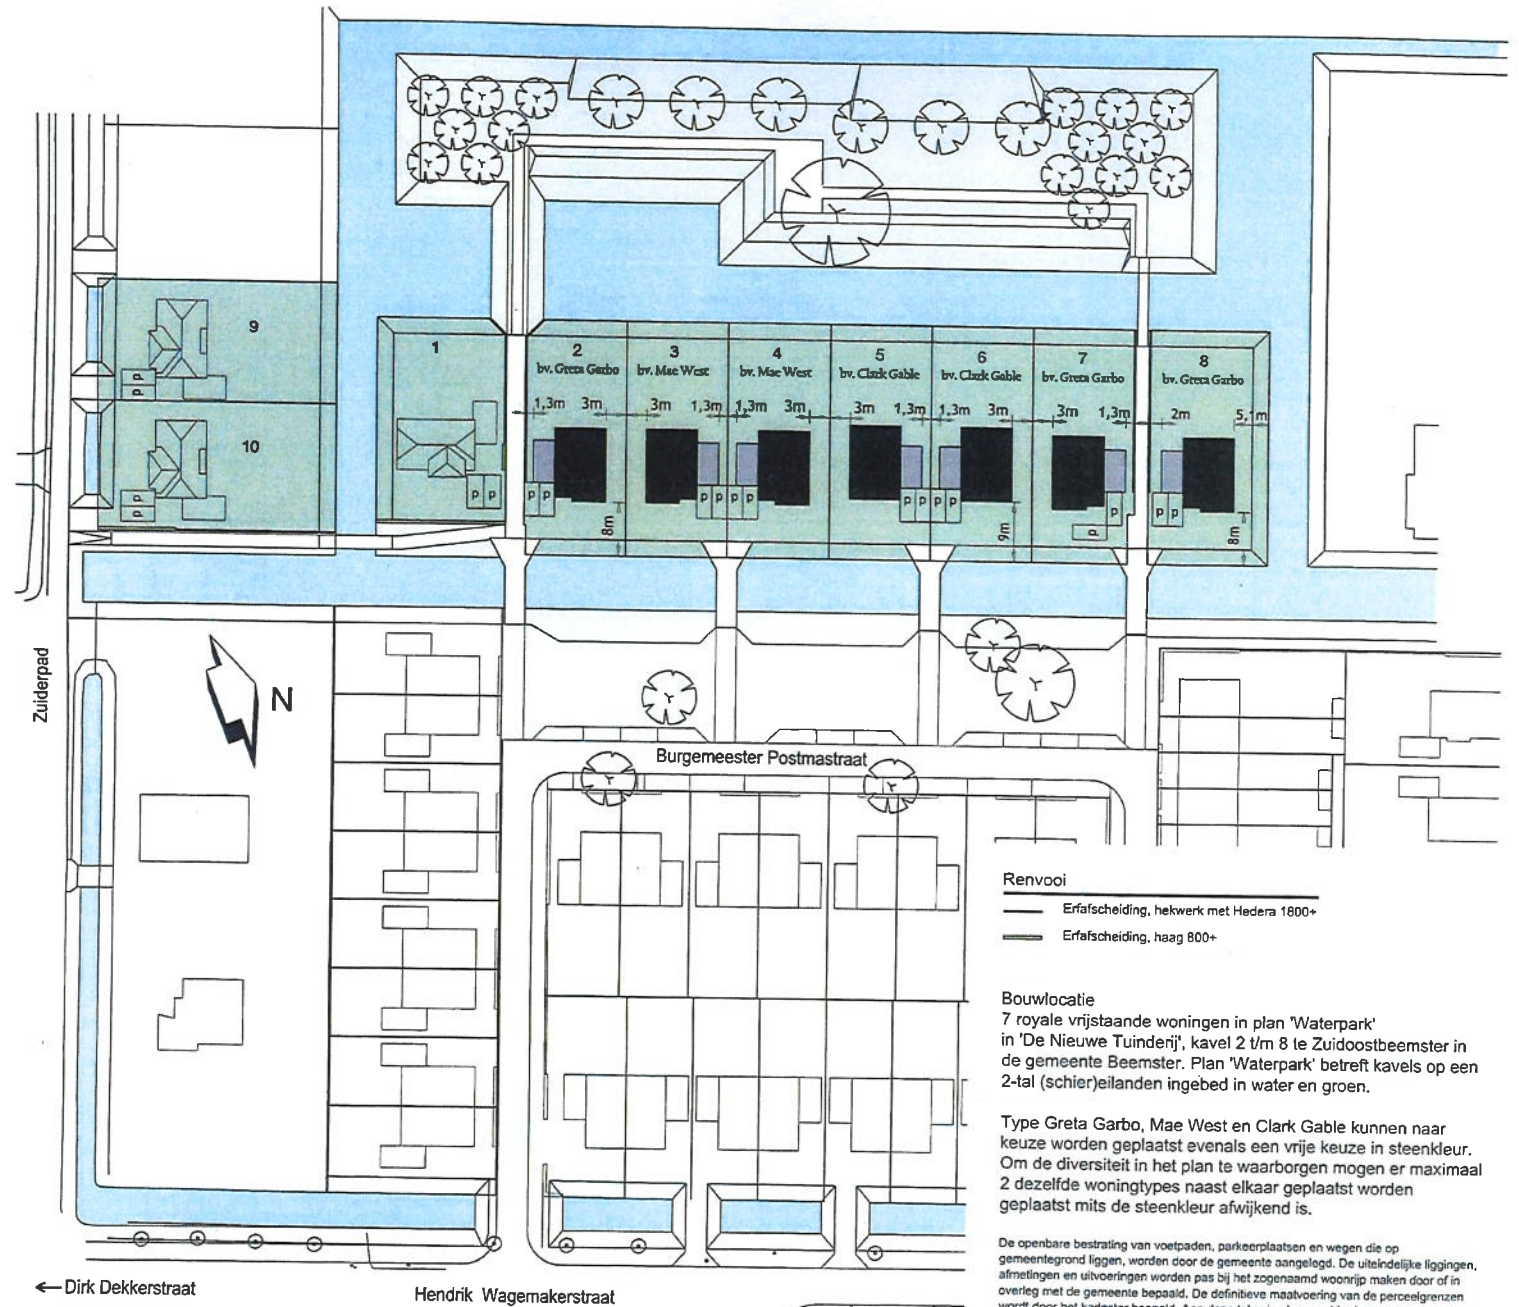 9
10
1
2
bv. Greta Garbo
3
bv. Mae West
4
bv. Mae West
5
bv. Clark Gable
6
bv. Clark Gable
7
bv. Greta Garbo
8
bv. Greta Garbo
1,3m 3m 3m 1,3m 1,3m 3m 3m 1,3m 1,3m 3m 3m 1,3m 2m 5,1m
P
P
P
P
P P
P P
P P P P
P P P P
P
P
P P
8m
9m
8m
Zuiderpad
N
Burgemeester Postmastraat
Renvooi
Erfafscheiding, hekwerk met Hedera 1800+
Erfafscheiding, haag 800+
Bouwlocatie
7 royale vrijstaande woningen in plan 'Waterpark'
in 'De Nieuwe Tuinderij', kavel 2 t/m 8 te Zuidoostbeemster in
de gemeente Beemster. Plan 'Waterpark' betreft kavels op een
2-tal (schier)eilanden ingebed in water en groen.
Type Greta Garbo, Mae West en Clark Gable kunnen naar
keuze worden geplaatst evenals een vrije keuze in steenkleur.
Om de diversiteit in het plan te waarborgen mogen er maximaal
2 dezelfde woningtypes naast elkaar geplaatst worden
geplaatst mits de steenkleur afwijkend is.
De openbare bestrating van voetpaden, parkeerplaatsen en wegen die op
gemeentegrond liggen, worden door de gemeente aangelegd. De uiteindelijke liggingen,
afmetingen en uitvoeringen worden pas bij het zogenaamd woonrijp maken door of in
overleg met de gemeente bepaald. De definitieve maatvoering van de perceelgrenzen
←Dirk Dekkerstraat
Hendrik Wagemakerstraat